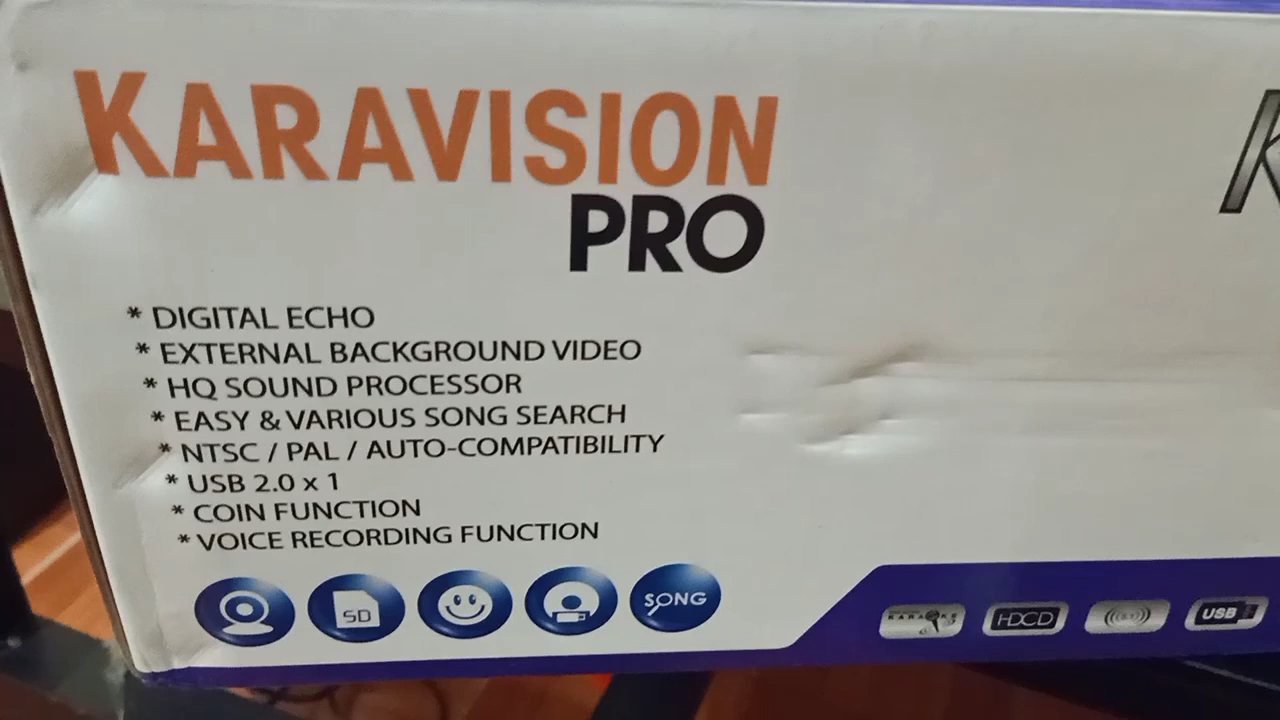 KARAVISION
PRO
* DIGITAL ECHO
* EXTERNAL BACKGROUND VIDEO
* HQ SOUND PROCESSOR
* EASY & VARIOUS SONG SEARCH
* NTSC / PAL / AUTO-COMPATIBILITY
* USB 2.0 x 1
* COIN FUNCTION
* VOICE RECORDING FUNCTION
SD
SONG
KARAOKE
HDCD
USB
K